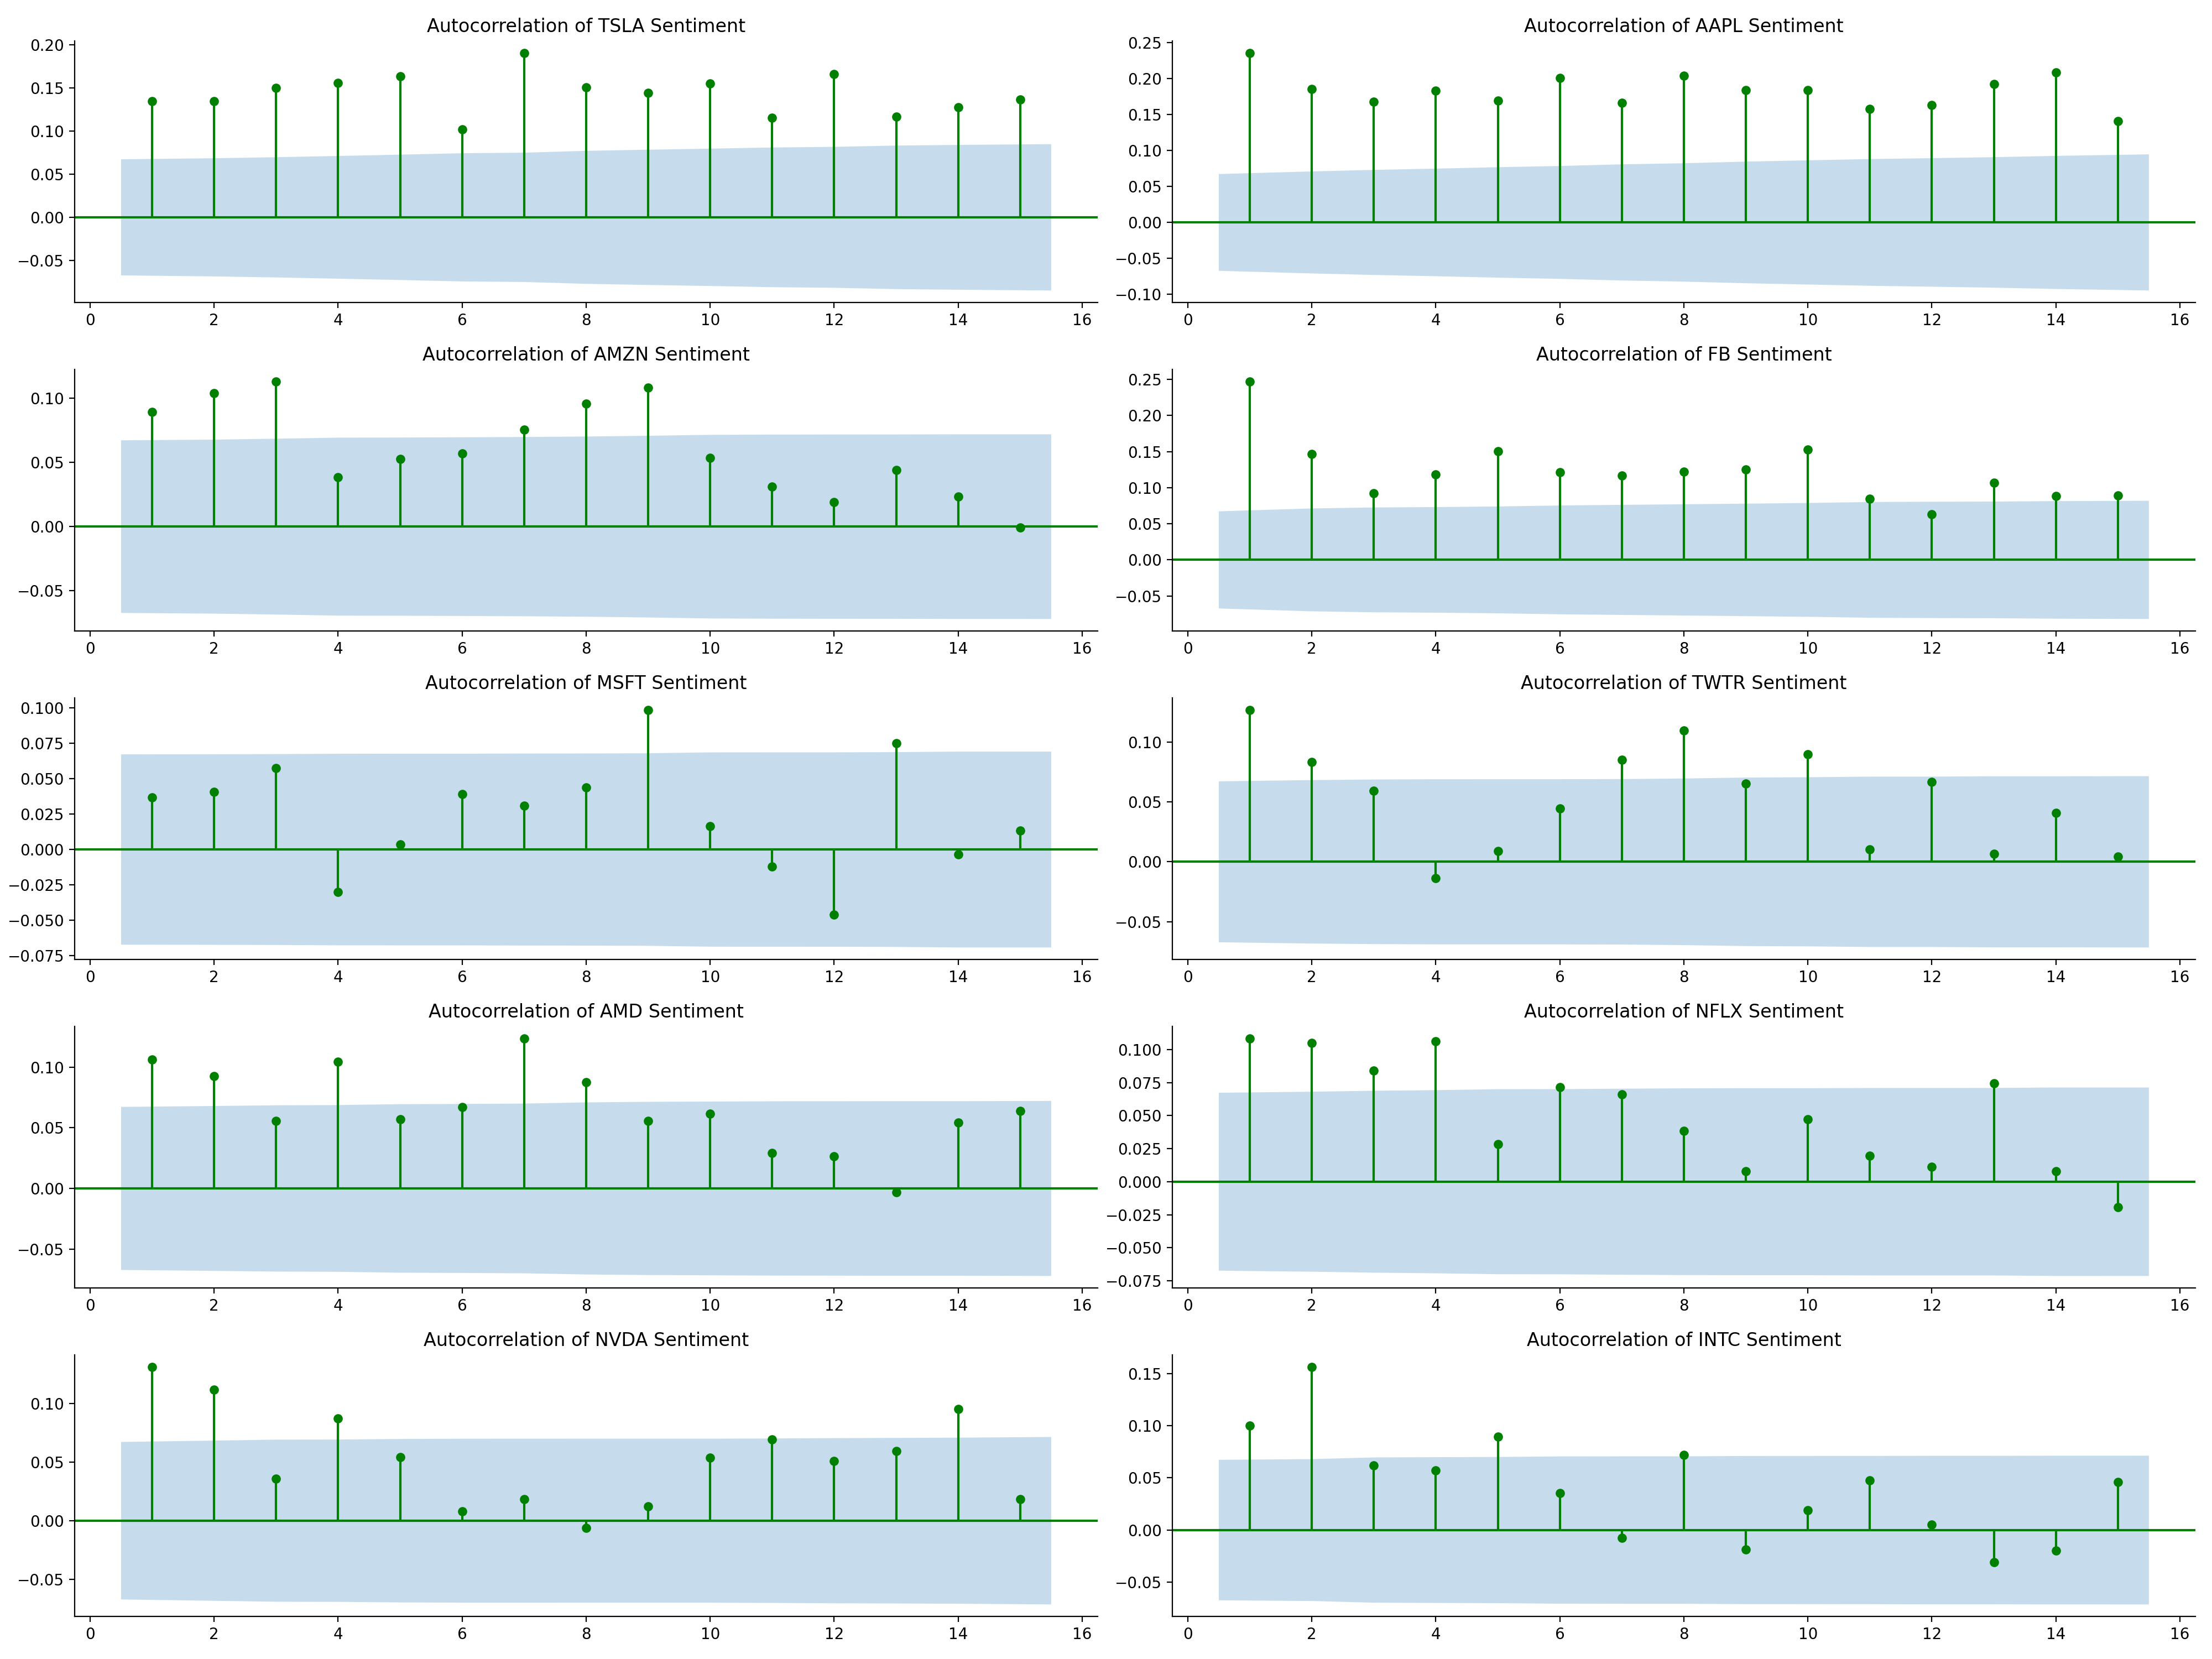 Autocorrelation of TSLA Sentiment
0.20
0.15
0.10
0.05
0.00
−0.05
0 2 4 6 8 10 12 14 16
Autocorrelation of AAPL Sentiment
0.25
0.20
0.15
0.10
0.05
0.00
−0.05
−0.10
0 2 4 6 8 10 12 14 16
Autocorrelation of AMZN Sentiment
0.10
0.05
0.00
−0.05
0 2 4 6 8 10 12 14 16
Autocorrelation of FB Sentiment
0.25
0.20
0.15
0.10
0.05
0.00
−0.05
0 2 4 6 8 10 12 14 16
Autocorrelation of MSFT Sentiment
0.100
0.075
0.050
0.025
0.000
−0.025
−0.050
−0.075
0 2 4 6 8 10 12 14 16
Autocorrelation of TWTR Sentiment
0.10
0.05
0.00
−0.05
0 2 4 6 8 10 12 14 16
Autocorrelation of AMD Sentiment
0.10
0.05
0.00
−0.05
0 2 4 6 8 10 12 14 16
Autocorrelation of NFLX Sentiment
0.100
0.075
0.050
0.025
0.000
−0.025
−0.050
−0.075
0 2 4 6 8 10 12 14 16
Autocorrelation of NVDA Sentiment
0.10
0.05
0.00
−0.05
0 2 4 6 8 10 12 14 16
Autocorrelation of INTC Sentiment
0.15
0.10
0.05
0.00
−0.05
0 2 4 6 8 10 12 14 16